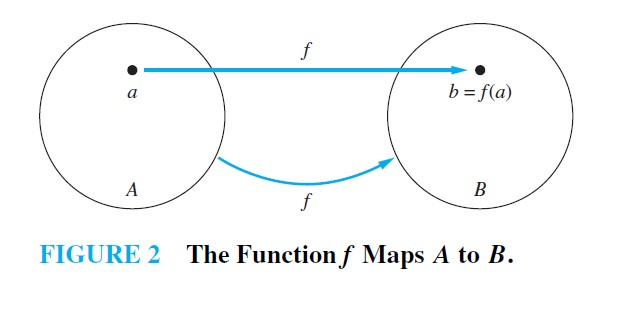 f
a
b = f(a)
A
B
f
FIGURE 2 The Function f Maps A to B.